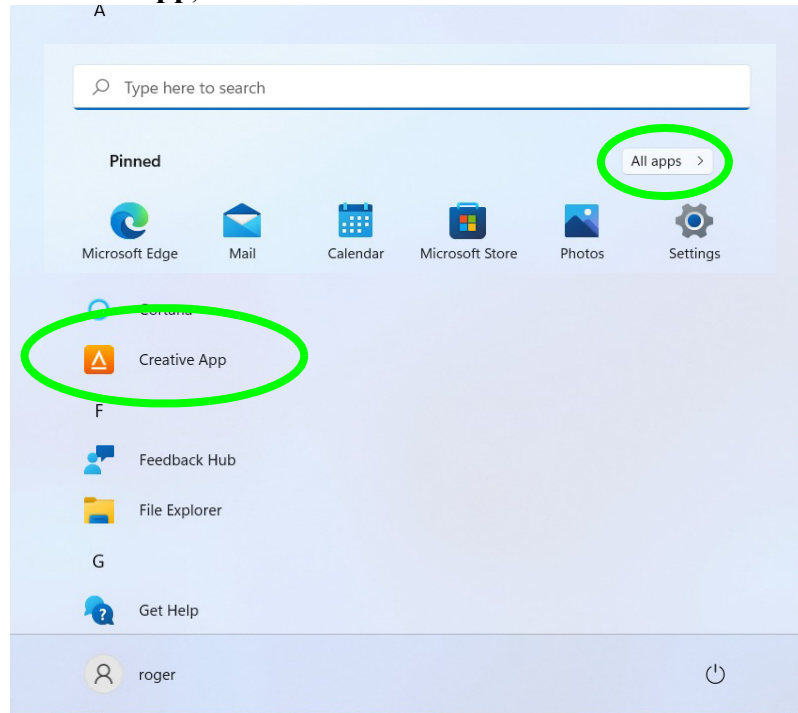 A
Type here to search
Pinned
All apps >
Microsoft Edge Mail Calendar Microsoft Store Photos Settings
Cortana
Creative App
F
Feedback Hub
File Explorer
G
Get Help
roger